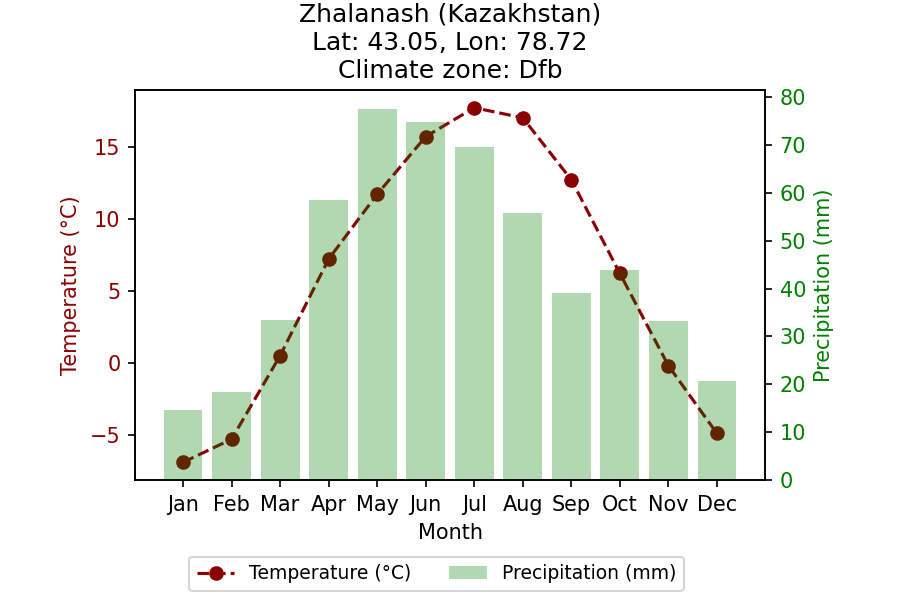 Zhalanash (Kazakhstan)
Lat: 43.05, Lon: 78.72
Climate zone: Dfb
Temperature (°C)
15
10
5
0
−5
80
70
60
50
40
30
20
10
0
Precipitation (mm)
Jan Feb Mar Apr May Jun Jul Aug Sep Oct Nov Dec
Month
Temperature (°C) Precipitation (mm)